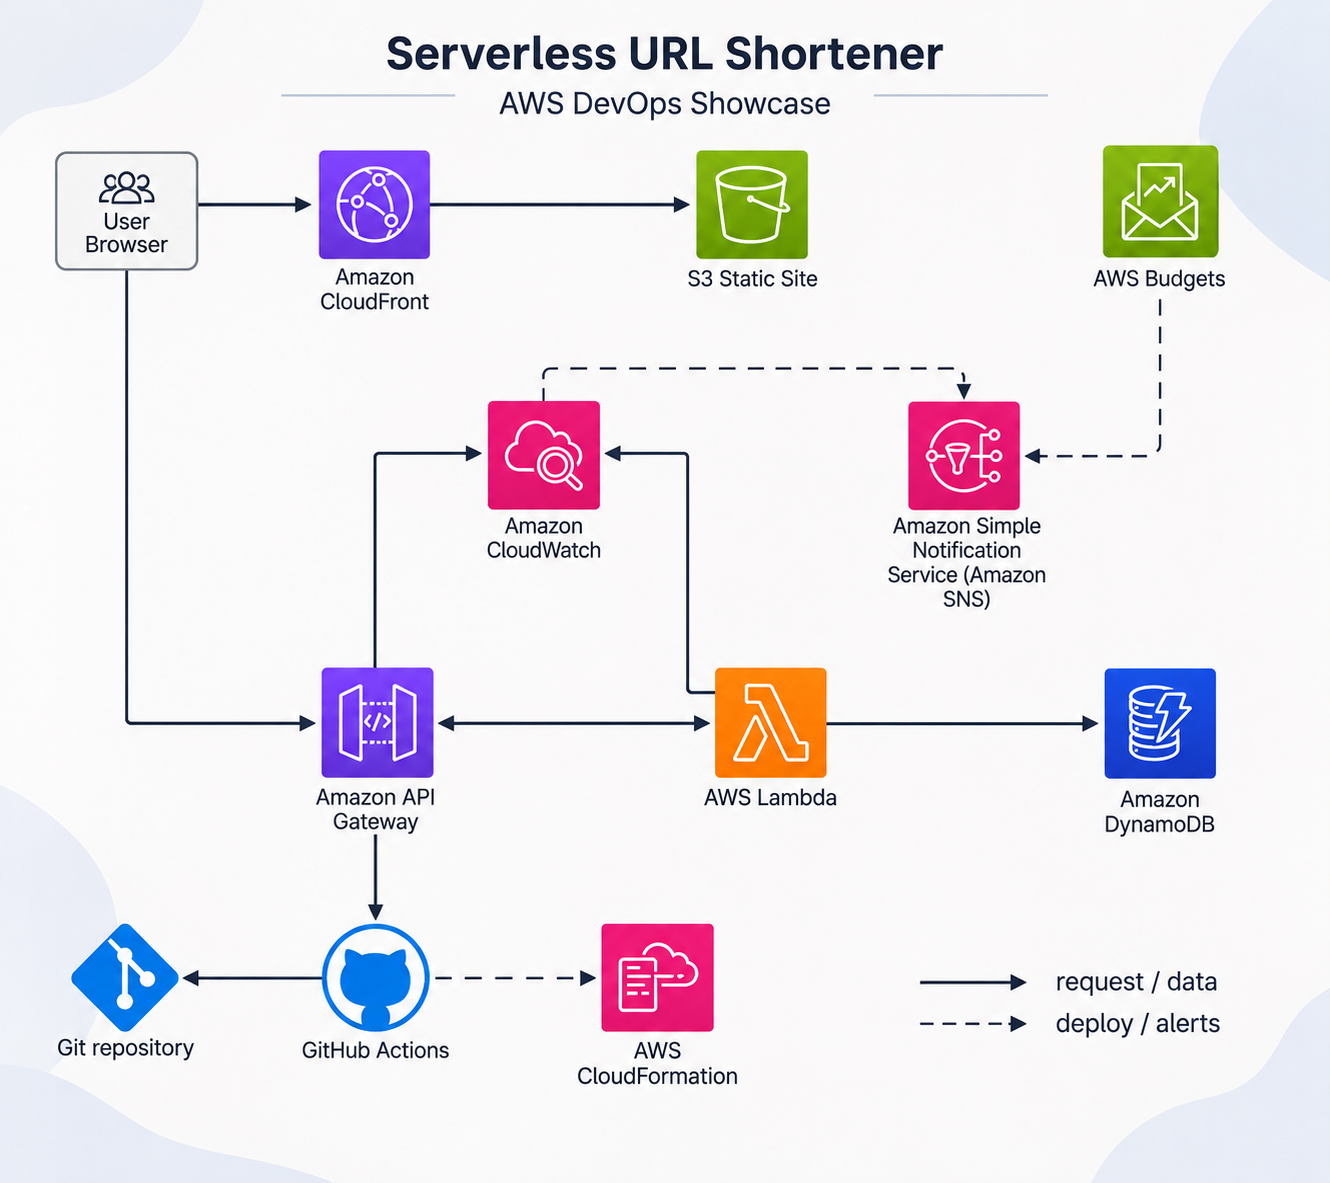 Serverless URL Shortener
AWS DevOps Showcase
User
Browser
Amazon
CloudFront
S3 Static Site
AWS Budgets
Amazon
CloudWatch
Amazon Simple
Notification
Service (Amazon
SNS)
</>
Amazon API
Gateway
AWS Lambda
Amazon
DynamoDB
Git repository
GitHub Actions
AWS
CloudFormation
request / data
deploy / alerts